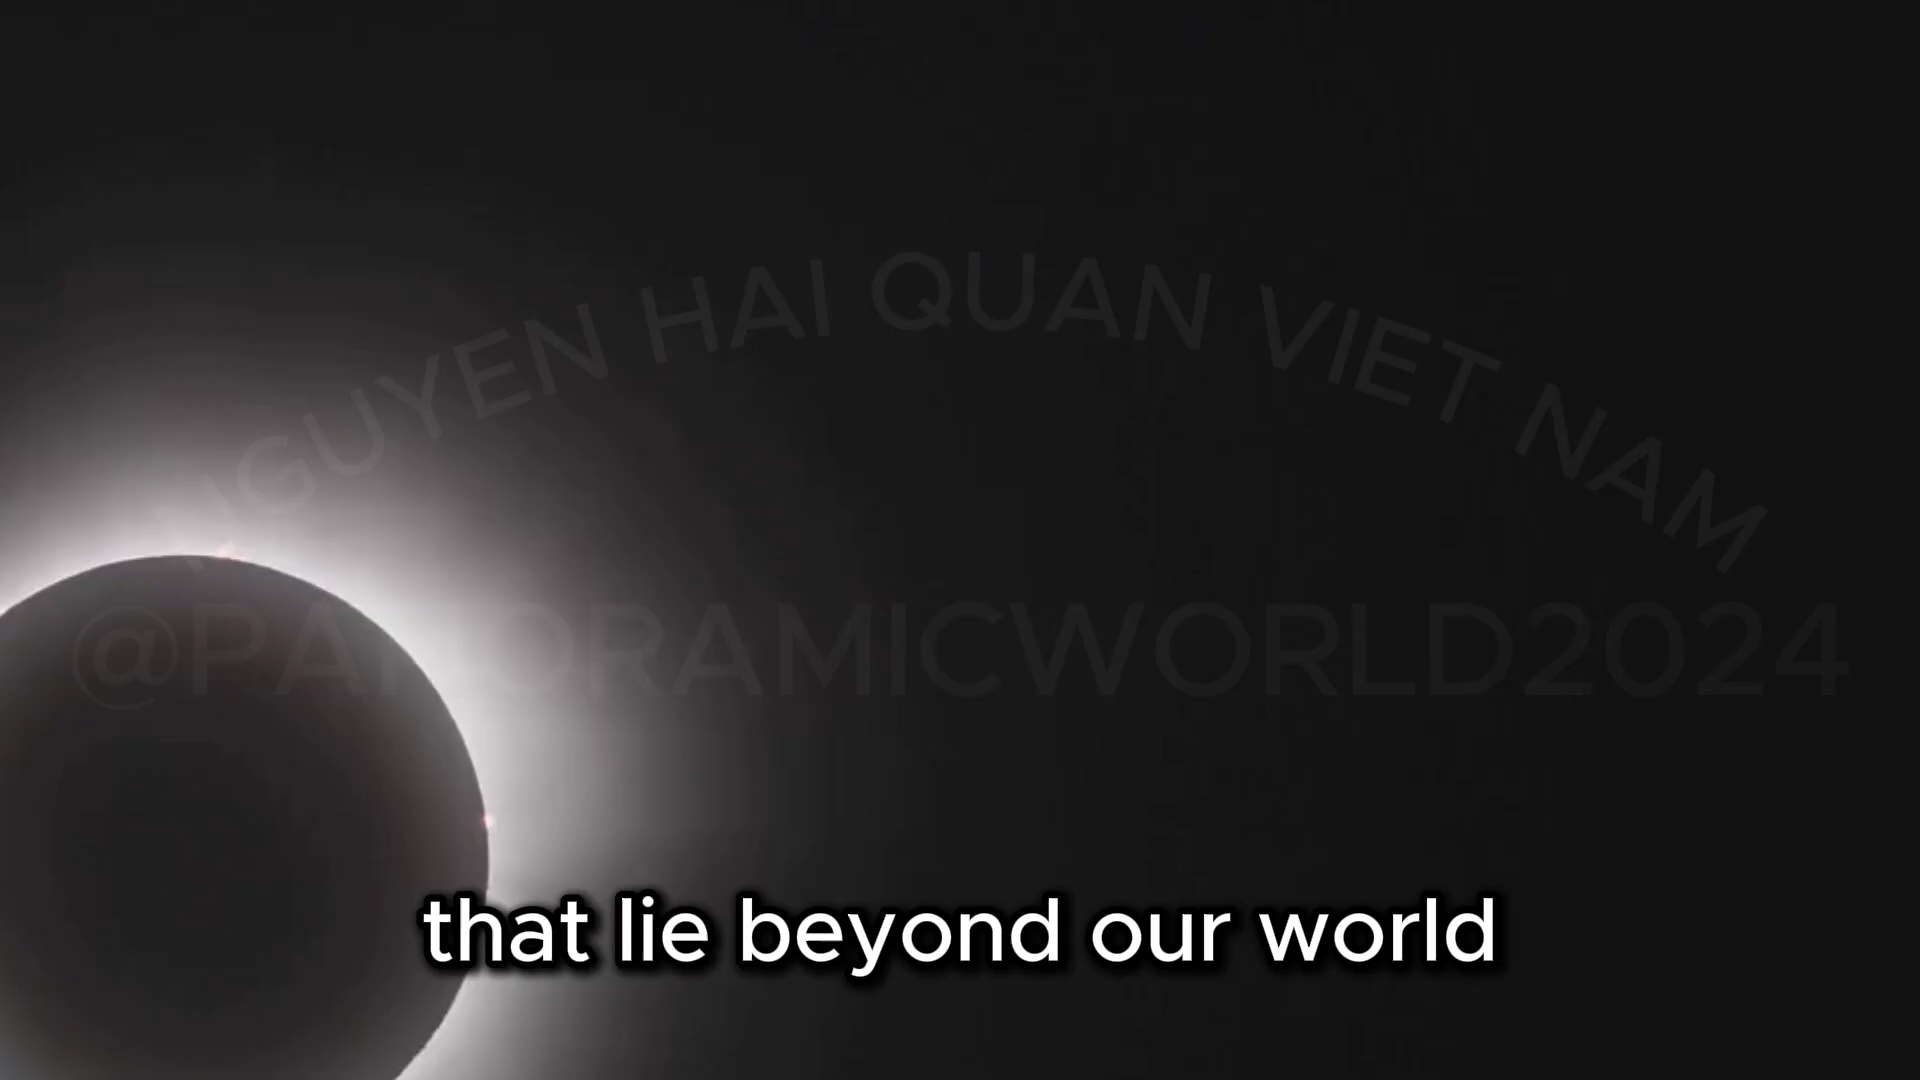 NGUYEN HAI QUAN VIET NAM
@PANORAMICWORLD2024
that lie beyond our world